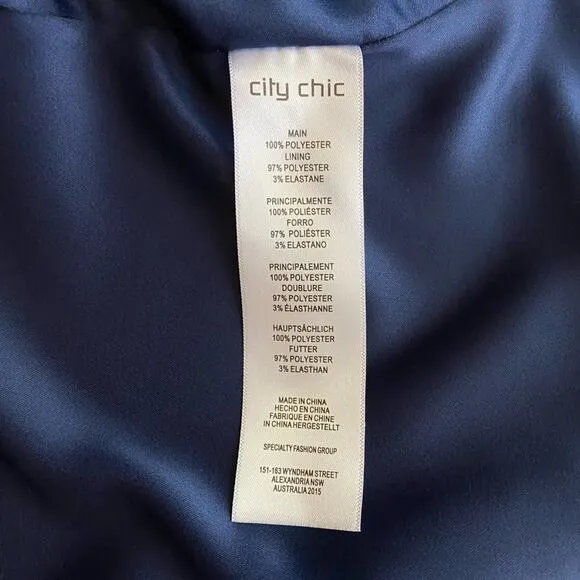 city chic
MAIN
100% POLYESTER
LINING
97% POLYESTER
3% ELASTANE
PRINCIPALMENTE
100% POLIÉSTER
FORRO
97% POLIÉSTER
3% ELASTANO
PRINCIPALEMENT
100% POLYESTER
DOUBLURE
97% POLYESTER
3% ÉLASTHANNE
HAUPTSÄCHLICH
100% POLYESTER
FUTTER
97% POLYESTER
3% ELASTHAN
MADE IN CHINA
HECHO EN CHINA
FABRIQUE EN CHINE
IN CHINA HERGESTELLT
SPECIALTY FASHION GROUP
151-163 WYNDHAM STREET
ALEXANDRIA NSW
AUSTRALIA 2015